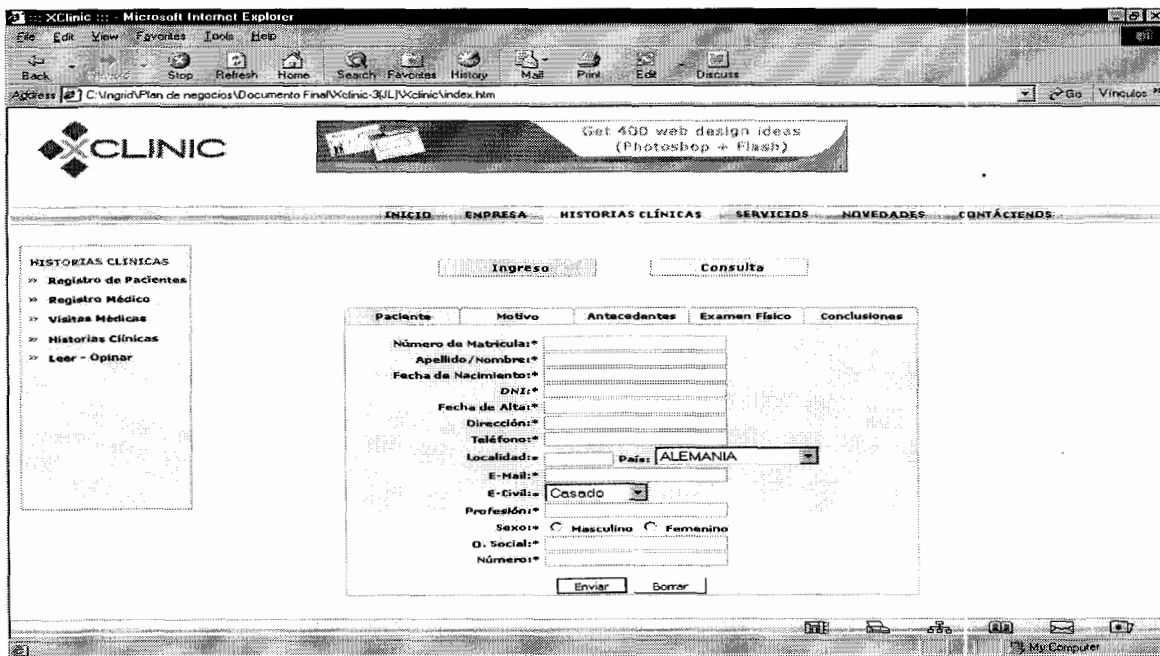 ::: XClinic ::: - Microsoft Internet Explorer
File Edit View Favorites Tools Help
Back Stop Refresh Home Search Favorites History Mail Print Edit Discuss
Address C:\Ingrid\Plan de negocios\Documento Final\Xclinic-3(JL)\Xclinic\index.htm Go Vínculos
XCLINIC
Get 400 web design ideas
(Photoshop + Flash)
INICIO EMPRESA HISTORIAS CLÍNICAS SERVICIOS NOVEDADES CONTÁCTENOS
HISTORIAS CLÍNICAS
» Registro de Pacientes
» Registro Médico
» Visitas Médicas
» Historias Clínicas
» Leer - Opinar
Ingreso Consulta
Paciente Motivo Antecedentes Examen Físico Conclusiones
Número de Matrícula:*
Apellido/Nombre:*
Fecha de Nacimiento:*
DNI:*
Fecha de Alta:*
Dirección:*
Teléfono:*
Localidad:* País: ALEMANIA
E-Mail:*
E-Civil:* Casado
Profesión:*
Sexo:* Masculino Femenino
O. Social:*
Número:*
Enviar Borrar
My Computer